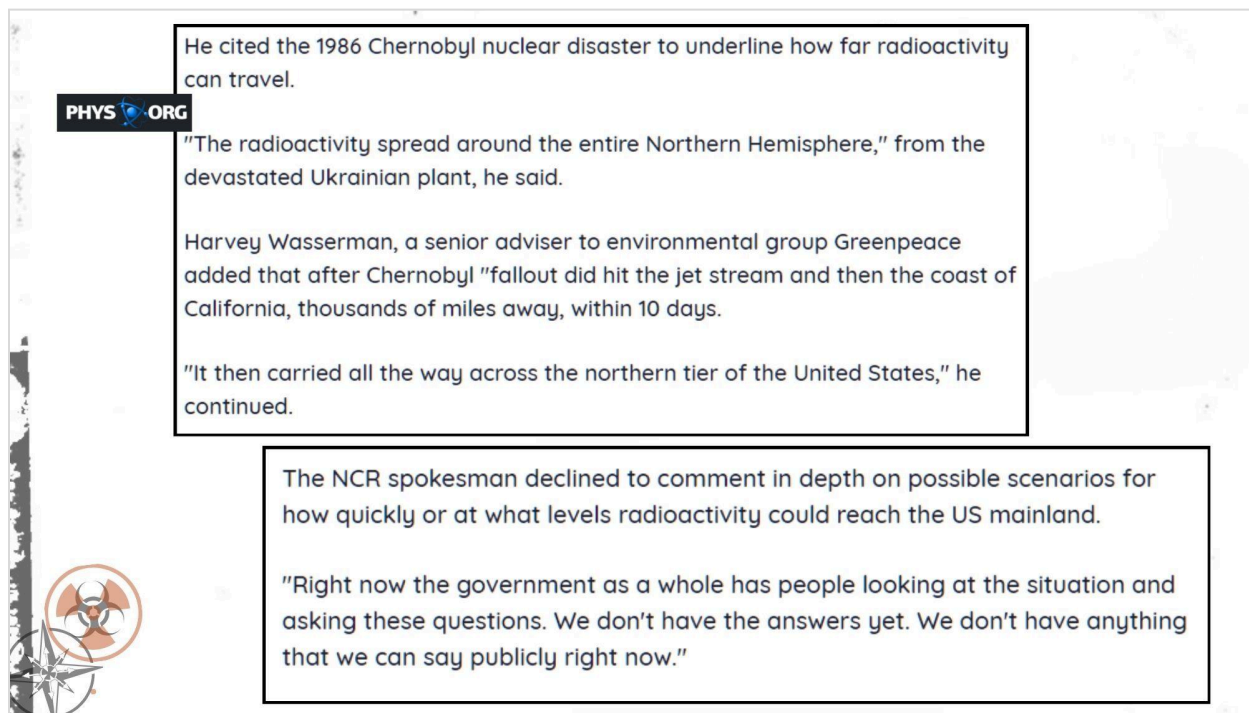 He cited the 1986 Chernobyl nuclear disaster to underline how far radioactivity
can travel.
PHYS ORG
"The radioactivity spread around the entire Northern Hemisphere," from the
devastated Ukrainian plant, he said.
Harvey Wasserman, a senior adviser to environmental group Greenpeace
added that after Chernobyl "fallout did hit the jet stream and then the coast of
California, thousands of miles away, within 10 days.
"It then carried all the way across the northern tier of the United States," he
continued.
The NCR spokesman declined to comment in depth on possible scenarios for
how quickly or at what levels radioactivity could reach the US mainland.
"Right now the government as a whole has people looking at the situation and
asking these questions. We don't have the answers yet. We don't have anything
that we can say publicly right now."